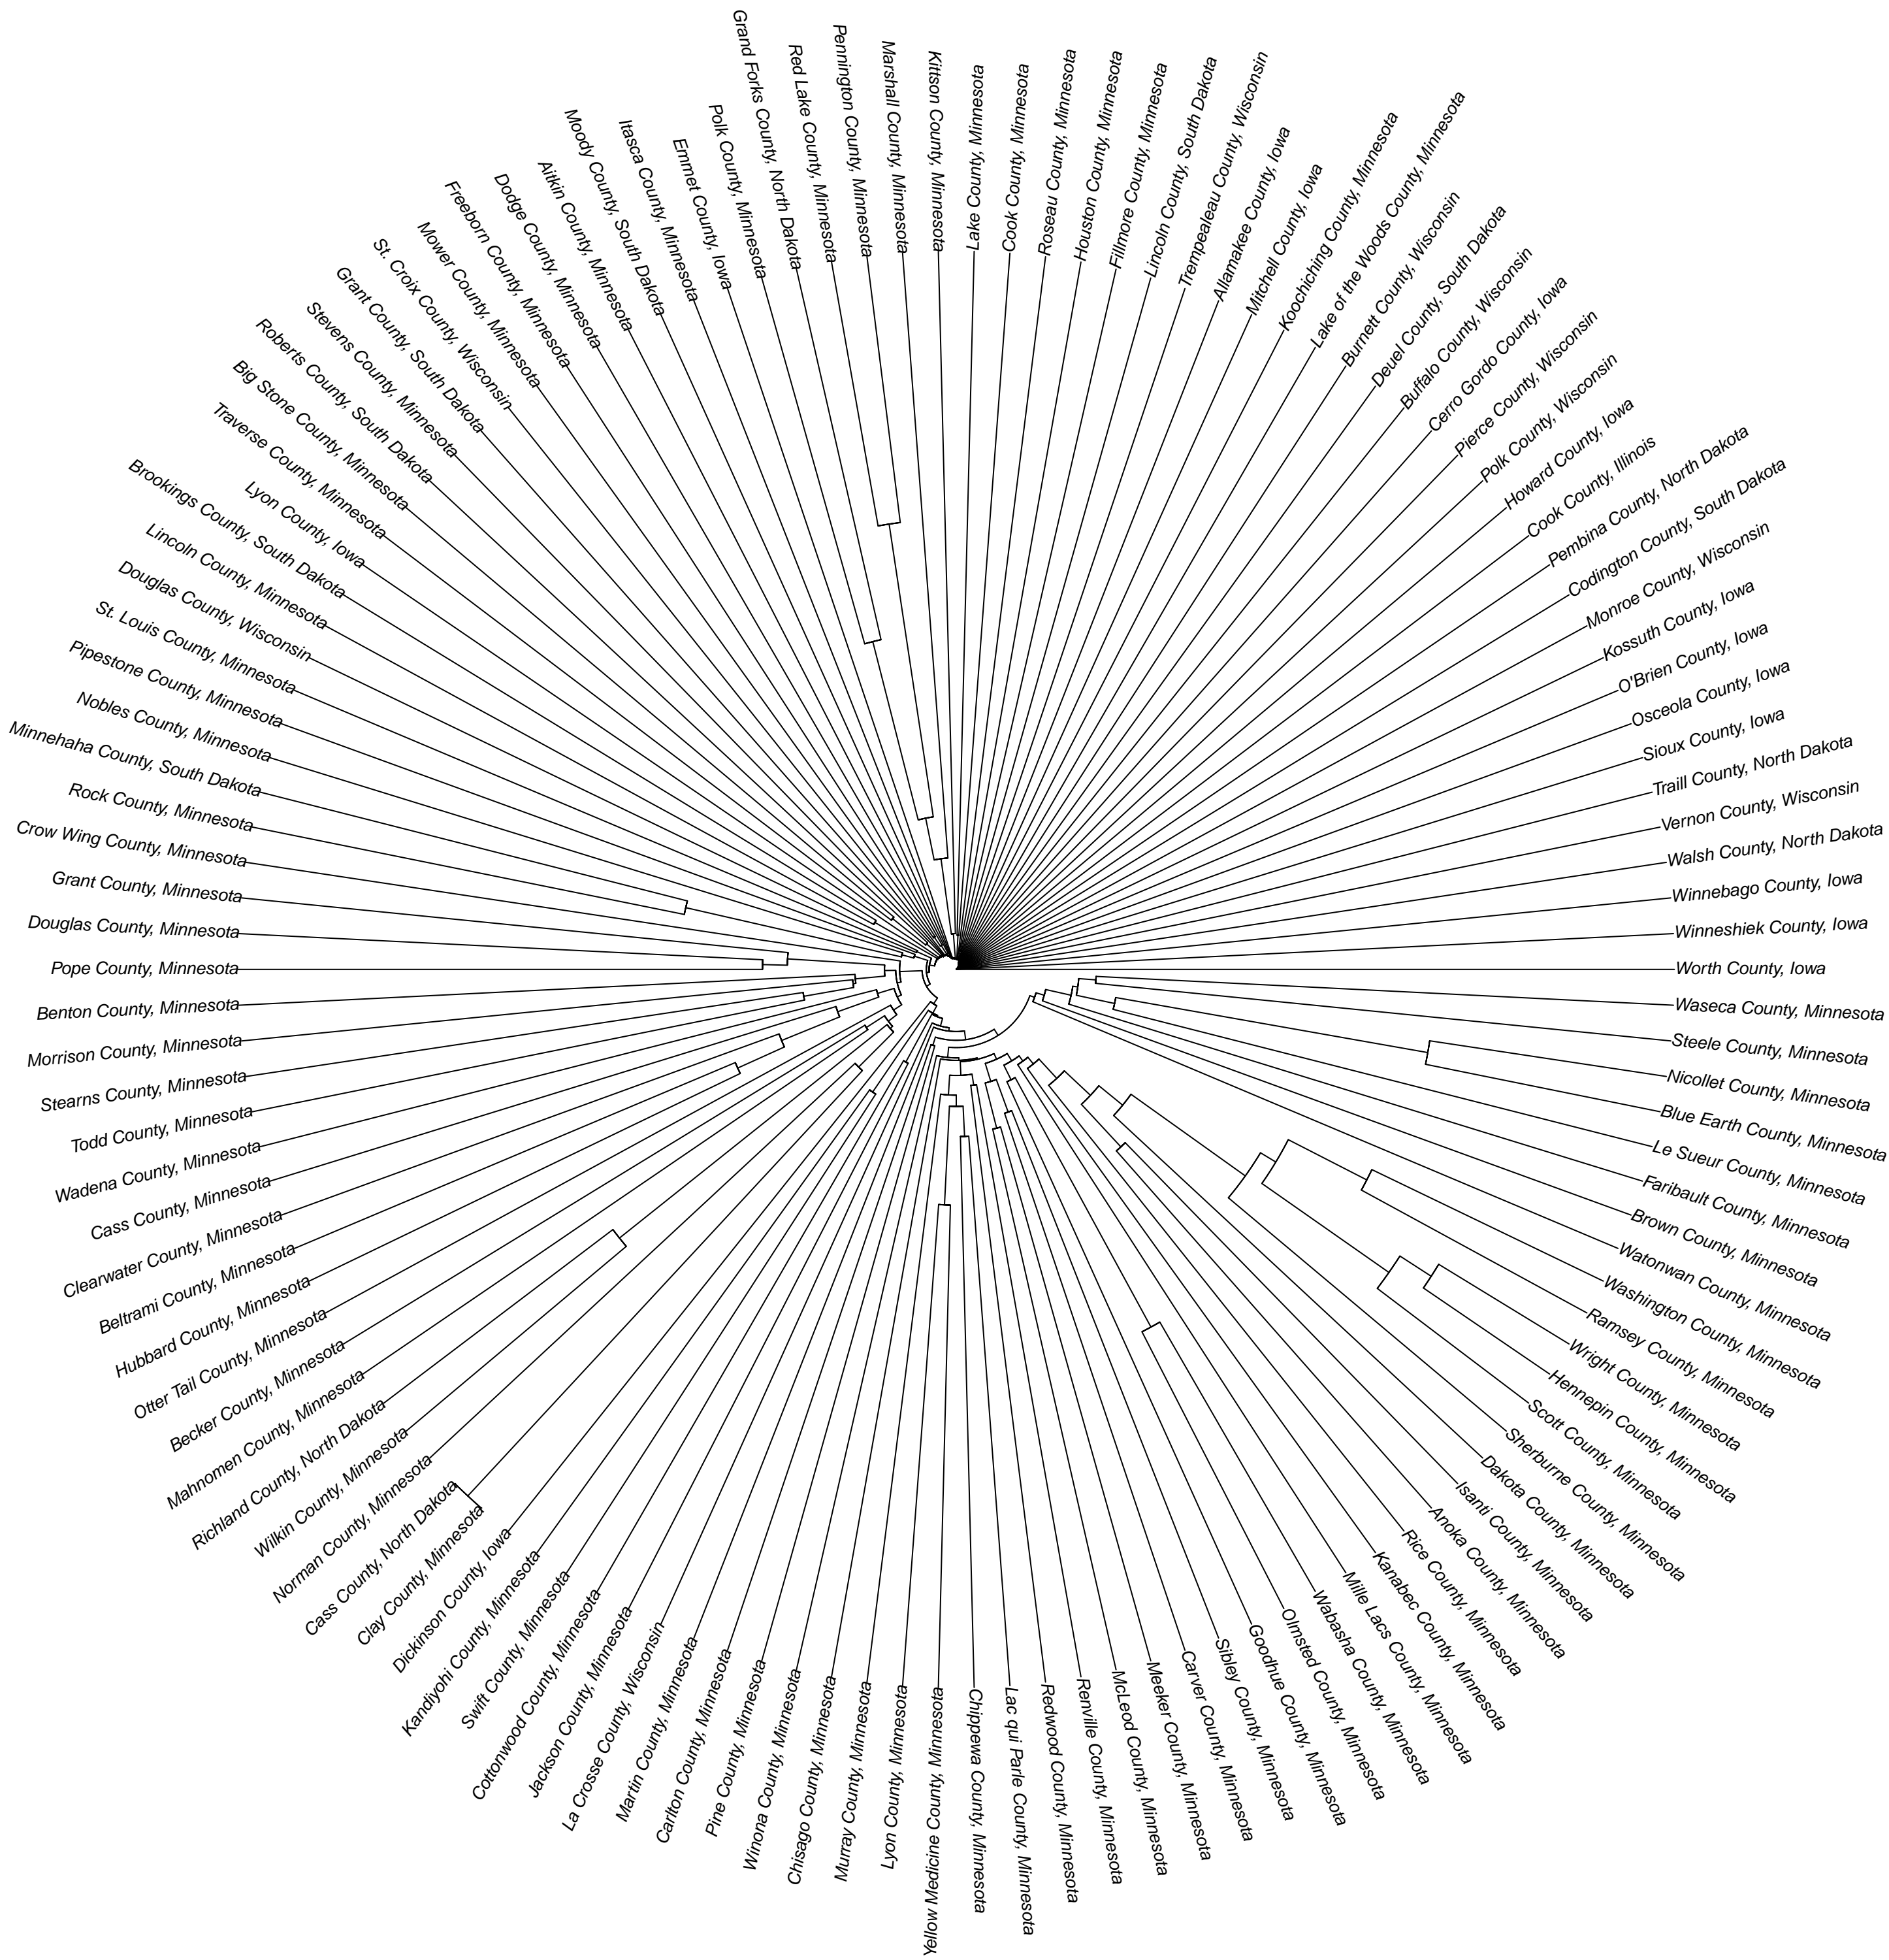 Kittson County, Minnesota
Lake County, Minnesota
Cook County, Minnesota
Roseau County, Minnesota
Houston County, Minnesota
Fillmore County, Minnesota
Lincoln County, South Dakota
Trempealeau County, Wisconsin
Allamakee County, Iowa
Mitchell County, Iowa
Koochiching County, Minnesota
Lake of the Woods County, Minnesota
Burnett County, Wisconsin
Deuel County, South Dakota
Buffalo County, Wisconsin
Cerro Gordo County, Iowa
Pierce County, Wisconsin
Polk County, Wisconsin
Howard County, Iowa
Cook County, Illinois
Pembina County, North Dakota
Codington County, South Dakota
Monroe County, Wisconsin
Kossuth County, Iowa
O'Brien County, Iowa
Osceola County, Iowa
Sioux County, Iowa
Traill County, North Dakota
Vernon County, Wisconsin
Walsh County, North Dakota
Winnebago County, Iowa
Winneshiek County, Iowa
Worth County, Iowa
Waseca County, Minnesota
Steele County, Minnesota
Nicollet County, Minnesota
Blue Earth County, Minnesota
Le Sueur County, Minnesota
Faribault County, Minnesota
Brown County, Minnesota
Watonwan County, Minnesota
Washington County, Minnesota
Ramsey County, Minnesota
Wright County, Minnesota
Hennepin County, Minnesota
Scott County, Minnesota
Sherburne County, Minnesota
Dakota County, Minnesota
Isanti County, Minnesota
Anoka County, Minnesota
Rice County, Minnesota
Kanabec County, Minnesota
Mille Lacs County, Minnesota
Wabasha County, Minnesota
Olmsted County, Minnesota
Goodhue County, Minnesota
Sibley County, Minnesota
Carver County, Minnesota
Meeker County, Minnesota
McLeod County, Minnesota
Renville County, Minnesota
Redwood County, Minnesota
Lac qui Parle County, Minnesota
Chippewa County, Minnesota
Yellow Medicine County, Minnesota
Lyon County, Minnesota
Murray County, Minnesota
Chisago County, Minnesota
Winona County, Minnesota
Pine County, Minnesota
Carlton County, Minnesota
Martin County, Minnesota
La Crosse County, Wisconsin
Jackson County, Minnesota
Cottonwood County, Minnesota
Swift County, Minnesota
Kandiyohi County, Minnesota
Dickinson County, Iowa
Clay County, Minnesota
Cass County, North Dakota
Norman County, Minnesota
Wilkin County, Minnesota
Richland County, North Dakota
Mahnomen County, Minnesota
Becker County, Minnesota
Otter Tail County, Minnesota
Hubbard County, Minnesota
Beltrami County, Minnesota
Clearwater County, Minnesota
Cass County, Minnesota
Wadena County, Minnesota
Todd County, Minnesota
Stearns County, Minnesota
Morrison County, Minnesota
Benton County, Minnesota
Pope County, Minnesota
Douglas County, Minnesota
Grant County, Minnesota
Crow Wing County, Minnesota
Rock County, Minnesota
Minnehaha County, South Dakota
Nobles County, Minnesota
Pipestone County, Minnesota
St. Louis County, Minnesota
Douglas County, Wisconsin
Lincoln County, Minnesota
Brookings County, South Dakota
Lyon County, Iowa
Traverse County, Minnesota
Big Stone County, Minnesota
Roberts County, South Dakota
Stevens County, Minnesota
Grant County, South Dakota
St. Croix County, Wisconsin
Mower County, Minnesota
Freeborn County, Minnesota
Dodge County, Minnesota
Aitkin County, Minnesota
Moody County, South Dakota
Itasca County, Minnesota
Emmet County, Iowa
Polk County, Minnesota
Grand Forks County, North Dakota
Red Lake County, Minnesota
Pennington County, Minnesota
Marshall County, Minnesota